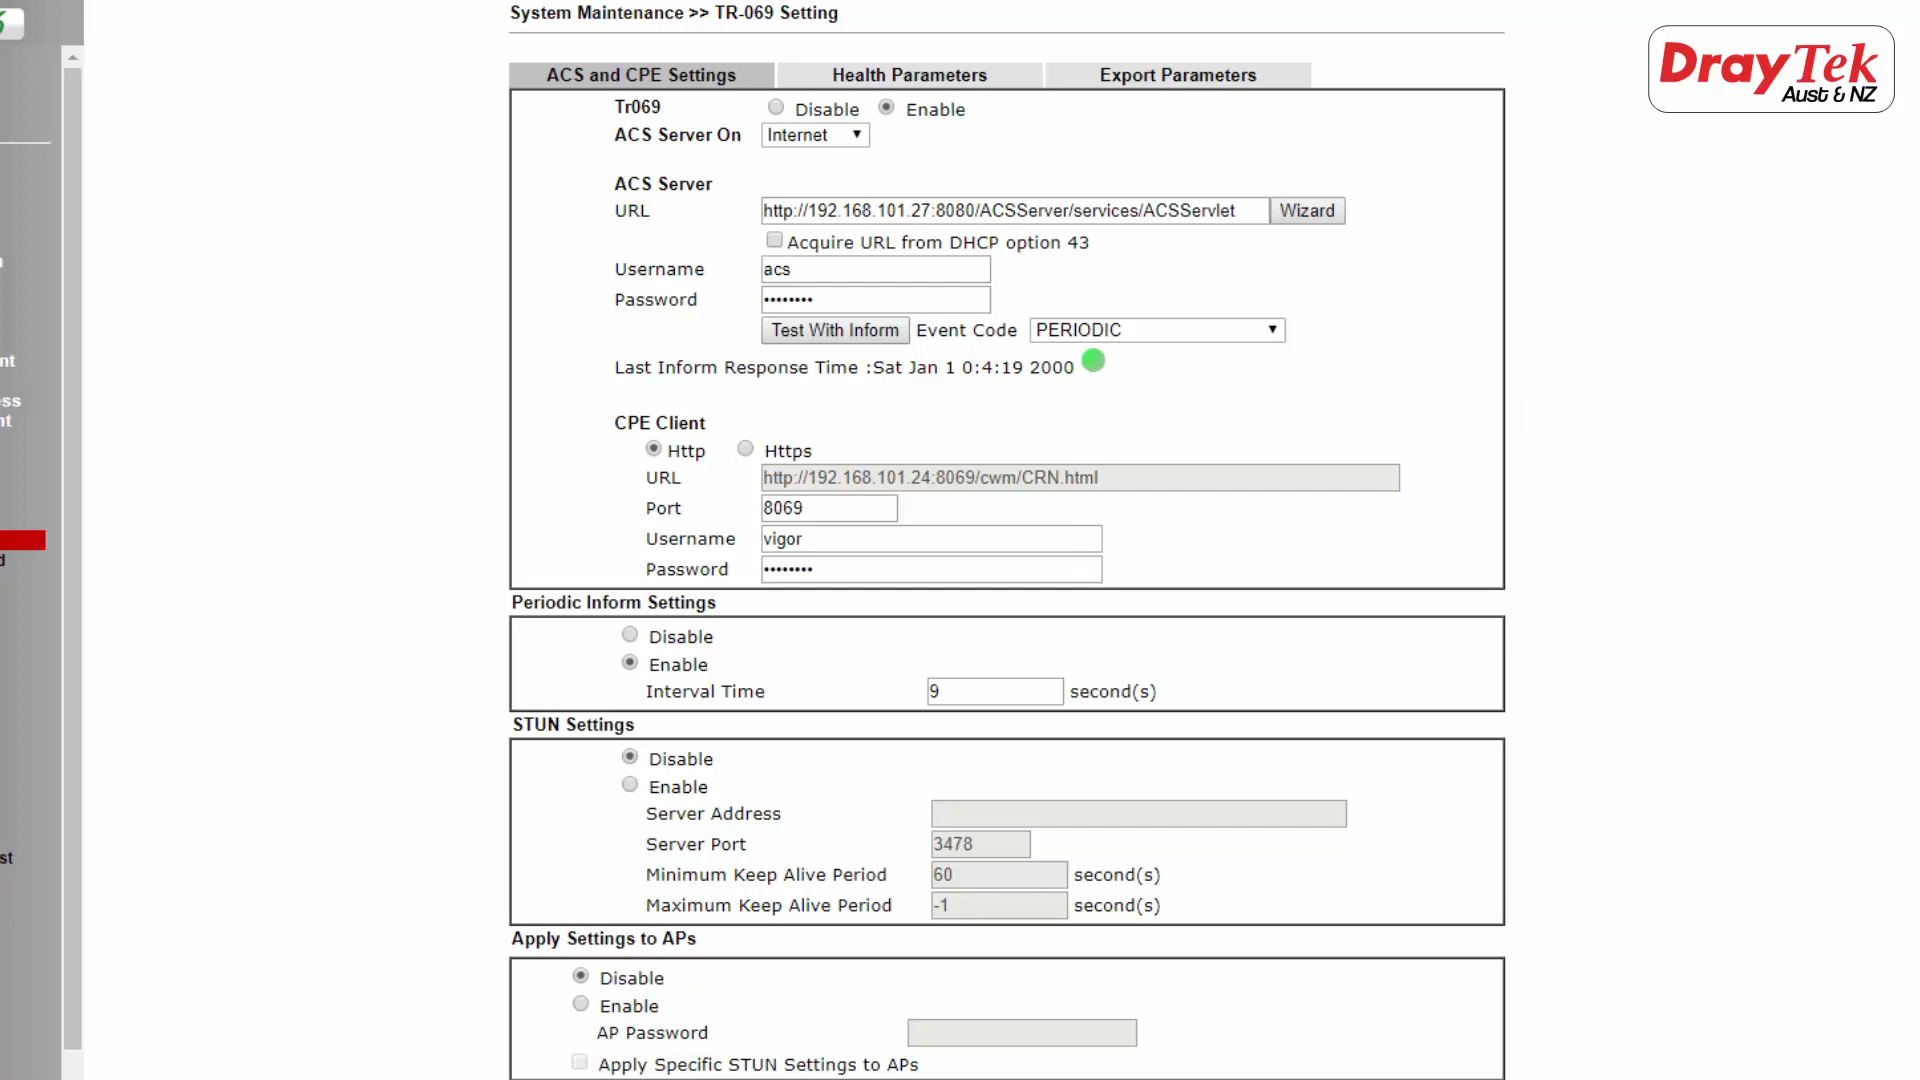 System Maintenance >> TR-069 Setting
DrayTek
Aust & NZ
ACS and CPE Settings Health Parameters Export Parameters
Tr069 Disable Enable
ACS Server On Internet
ACS Server
URL http://192.168.101.27:8080/ACSServer/services/ACSServlet Wizard
Acquire URL from DHCP option 43
Username acs
Password ••••••••
Test With Inform Event Code PERIODIC
Last Inform Response Time :Sat Jan 1 0:4:19 2000
CPE Client
Http Https
URL http://192.168.101.24:8069/cwm/CRN.html
Port 8069
Username vigor
Password ••••••••
Periodic Inform Settings
Disable
Enable
Interval Time 9 second(s)
STUN Settings
Disable
Enable
Server Address
Server Port 3478
Minimum Keep Alive Period 60 second(s)
Maximum Keep Alive Period -1 second(s)
Apply Settings to APs
Disable
Enable
AP Password
Apply Specific STUN Settings to APs